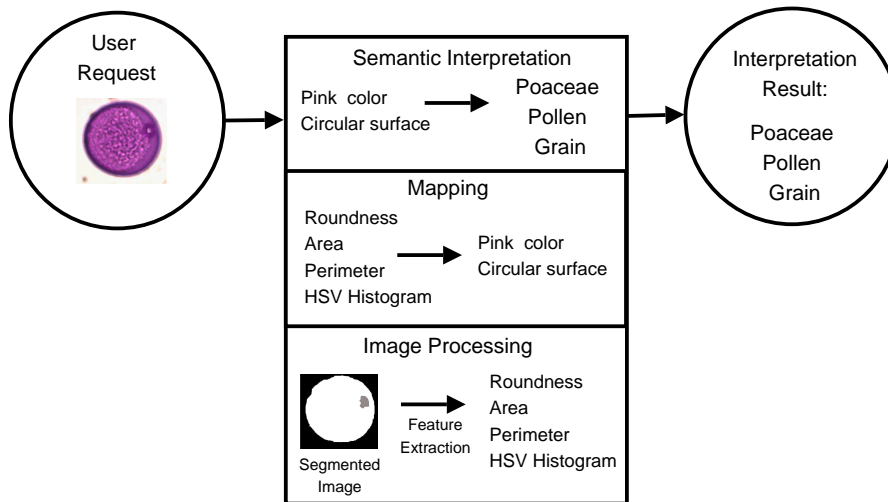 User
Request
Semantic Interpretation
Pink color
Circular surface
Poaceae
Pollen
Grain
Mapping
Roundness
Area
Perimeter
HSV Histogram
Pink color
Circular surface
Image Processing
Segmented
Image
Feature
Extraction
Roundness
Area
Perimeter
HSV Histogram
Interpretation
Result:
Poaceae
Pollen
Grain